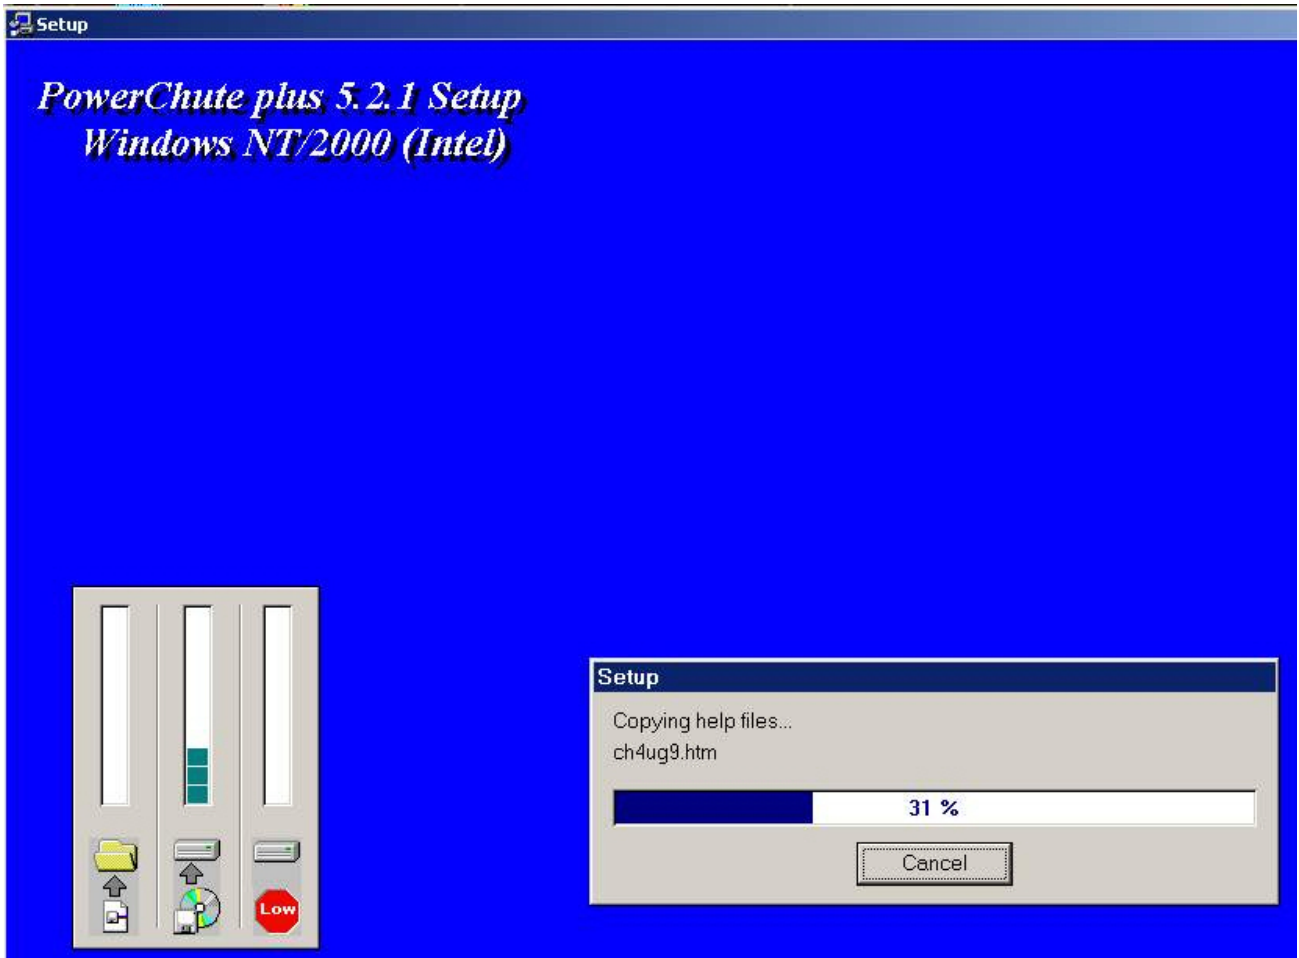 Setup
PowerChute plus 5.2.1 Setup
Windows NT/2000 (Intel)
Setup
Copying help files...
ch4ug9.htm
31 %
Cancel
Low